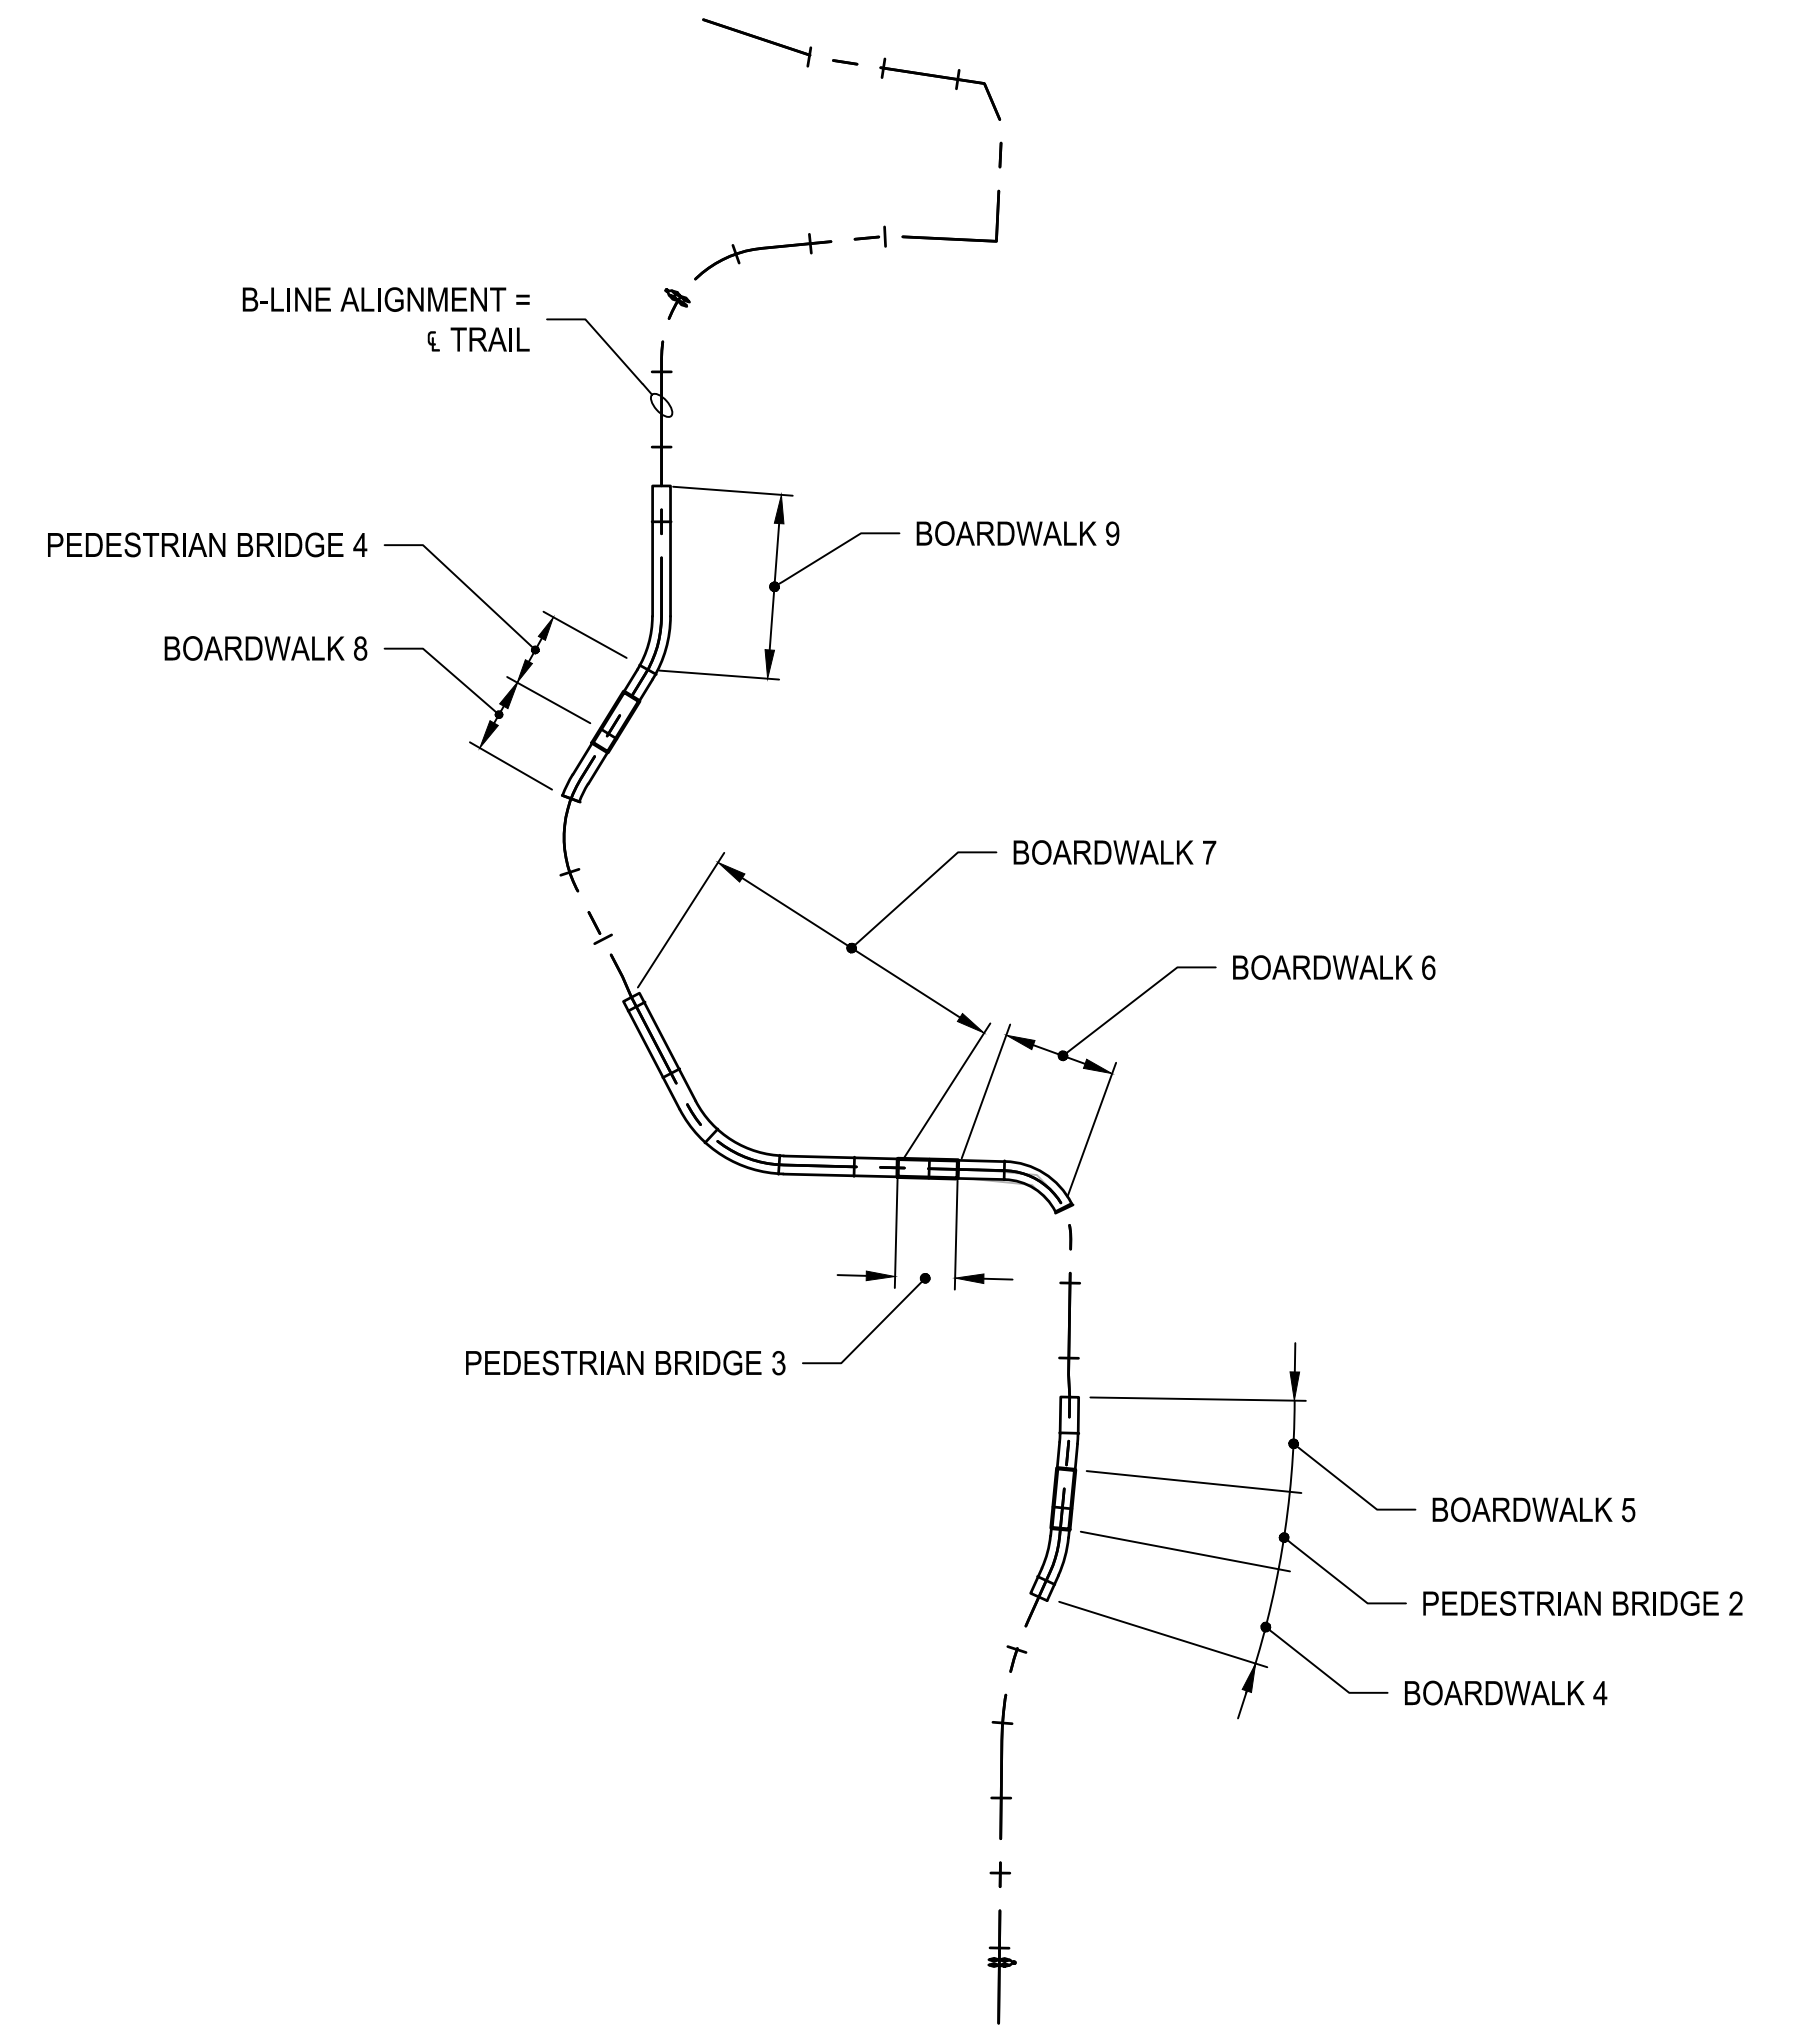 B-LINE ALIGNMENT =
℄ TRAIL
PEDESTRIAN BRIDGE 4
BOARDWALK 9
BOARDWALK 8
BOARDWALK 7
BOARDWALK 6
PEDESTRIAN BRIDGE 3
BOARDWALK 5
PEDESTRIAN BRIDGE 2
BOARDWALK 4